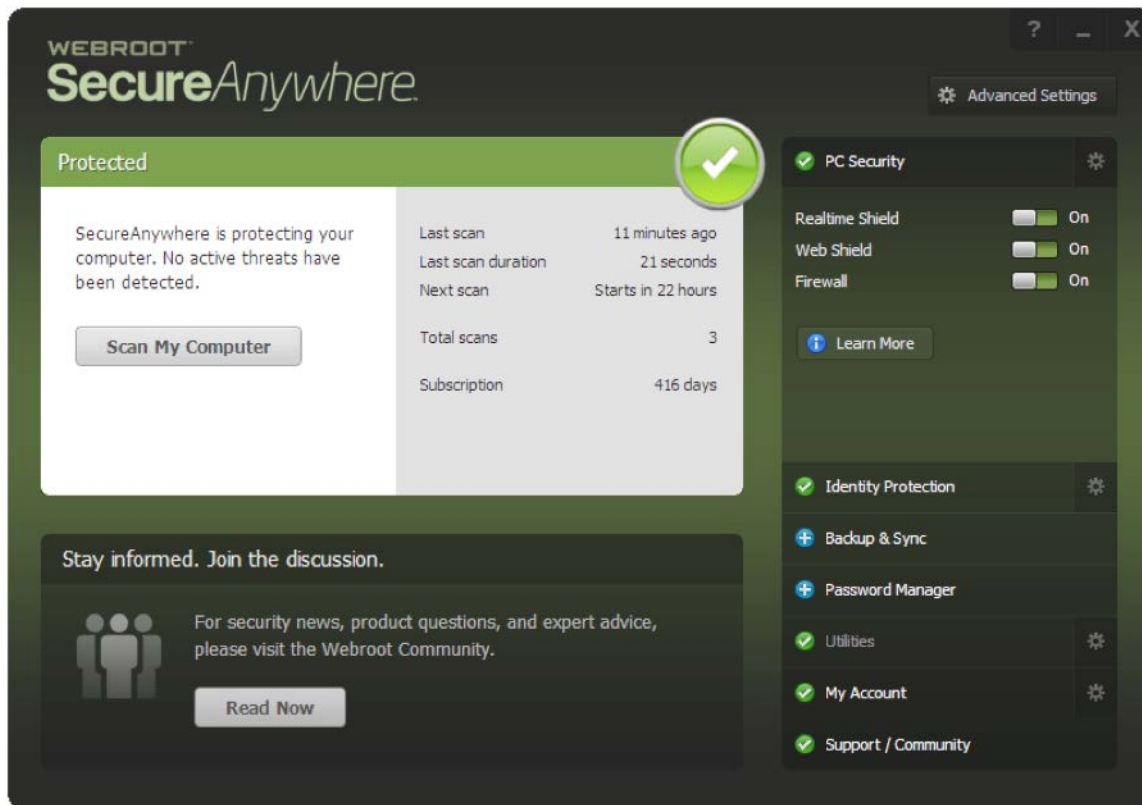 ? _ X
WEBROOT™
SecureAnywhere™
Advanced Settings
Protected
SecureAnywhere is protecting your
computer. No active threats have
been detected.
Scan My Computer
Last scan 11 minutes ago
Last scan duration 21 seconds
Next scan Starts in 22 hours
Total scans 3
Subscription 416 days
PC Security
Realtime Shield On
Web Shield On
Firewall On
Learn More
Identity Protection
Backup & Sync
Password Manager
Utilities
My Account
Support / Community
Stay informed. Join the discussion.
For security news, product questions, and expert advice,
please visit the Webroot Community.
Read Now